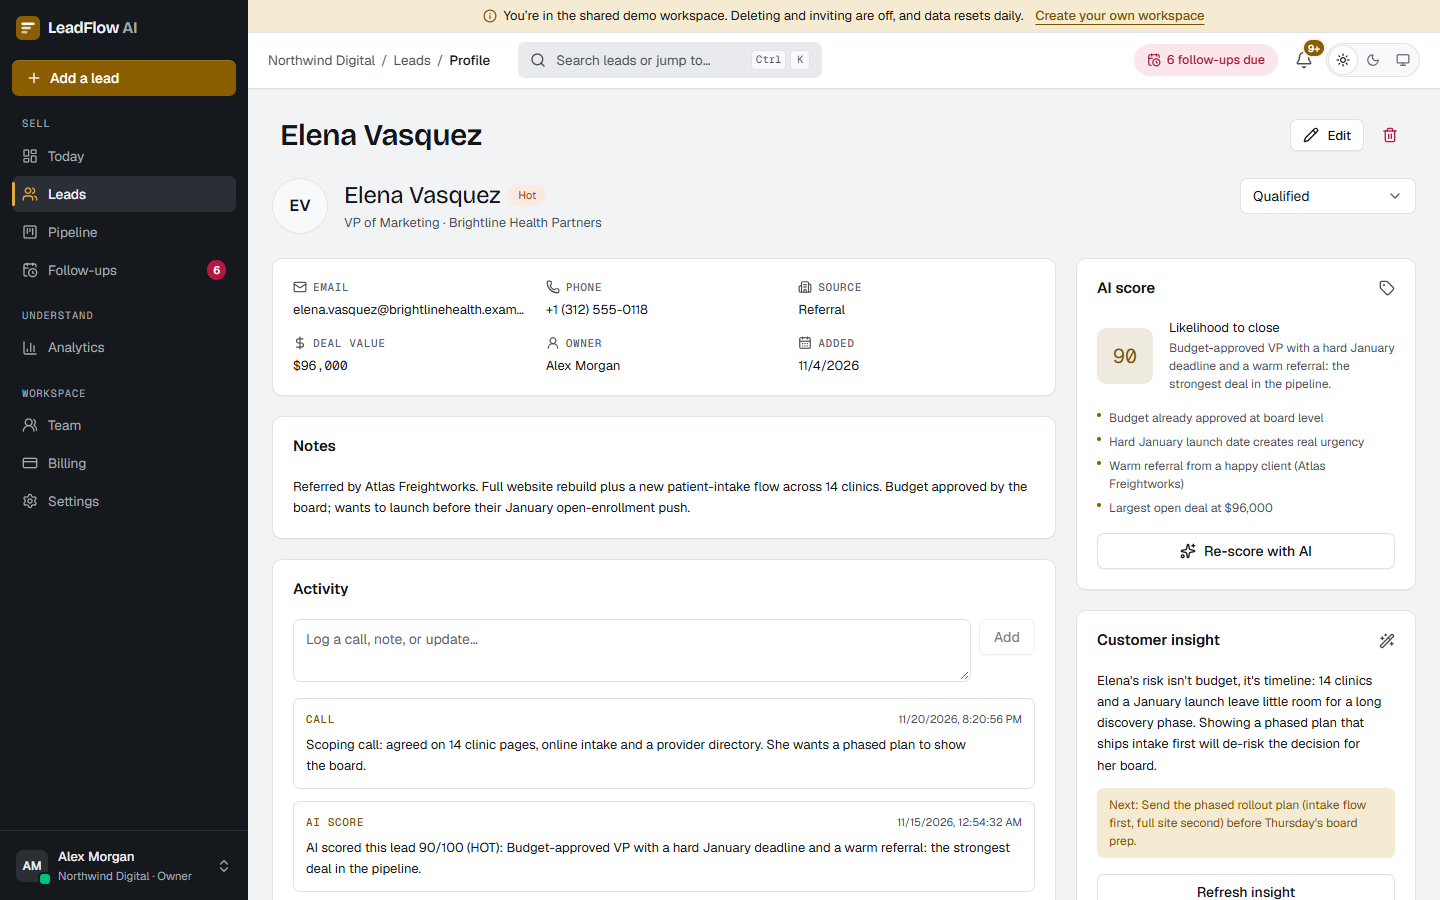 LeadFlow AI
Add a lead
SELL
Today
Leads
Pipeline
Follow-ups
6
UNDERSTAND
Analytics
WORKSPACE
Team
Billing
Settings
AM
Alex Morgan
Northwind Digital · Owner
You're in the shared demo workspace. Deleting and inviting are off, and data resets daily. Create your own workspace
Northwind Digital / Leads / Profile
Search leads or jump to...
Ctrl K
6 follow-ups due
9+
Elena Vasquez
Edit
EV
Elena Vasquez
Hot
VP of Marketing · Brightline Health Partners
Qualified
EMAIL
elena.vasquez@brightlinehealth.exam...
PHONE
+1 (312) 555-0118
SOURCE
Referral
DEAL VALUE
$96,000
OWNER
Alex Morgan
ADDED
11/4/2026
Notes
Referred by Atlas Freightworks. Full website rebuild plus a new patient-intake flow across 14 clinics. Budget approved by the
board; wants to launch before their January open-enrollment push.
Activity
Log a call, note, or update...
Add
CALL
11/20/2026, 8:20:56 PM
Scoping call: agreed on 14 clinic pages, online intake and a provider directory. She wants a phased plan to show
the board.
AI SCORE
11/15/2026, 12:54:32 AM
AI scored this lead 90/100 (HOT): Budget-approved VP with a hard January deadline and a warm referral: the strongest
deal in the pipeline.
AI score
90
Likelihood to close
Budget-approved VP with a hard January
deadline and a warm referral: the
strongest deal in the pipeline.
Budget already approved at board level
Hard January launch date creates real urgency
Warm referral from a happy client (Atlas
Freightworks)
Largest open deal at $96,000
Re-score with AI
Customer insight
Elena's risk isn't budget, it's timeline: 14 clinics
and a January launch leave little room for a long
discovery phase. Showing a phased plan that
ships intake first will de-risk the decision for
her board.
Next: Send the phased rollout plan (intake flow
first, full site second) before Thursday's board
prep.
Refresh insight